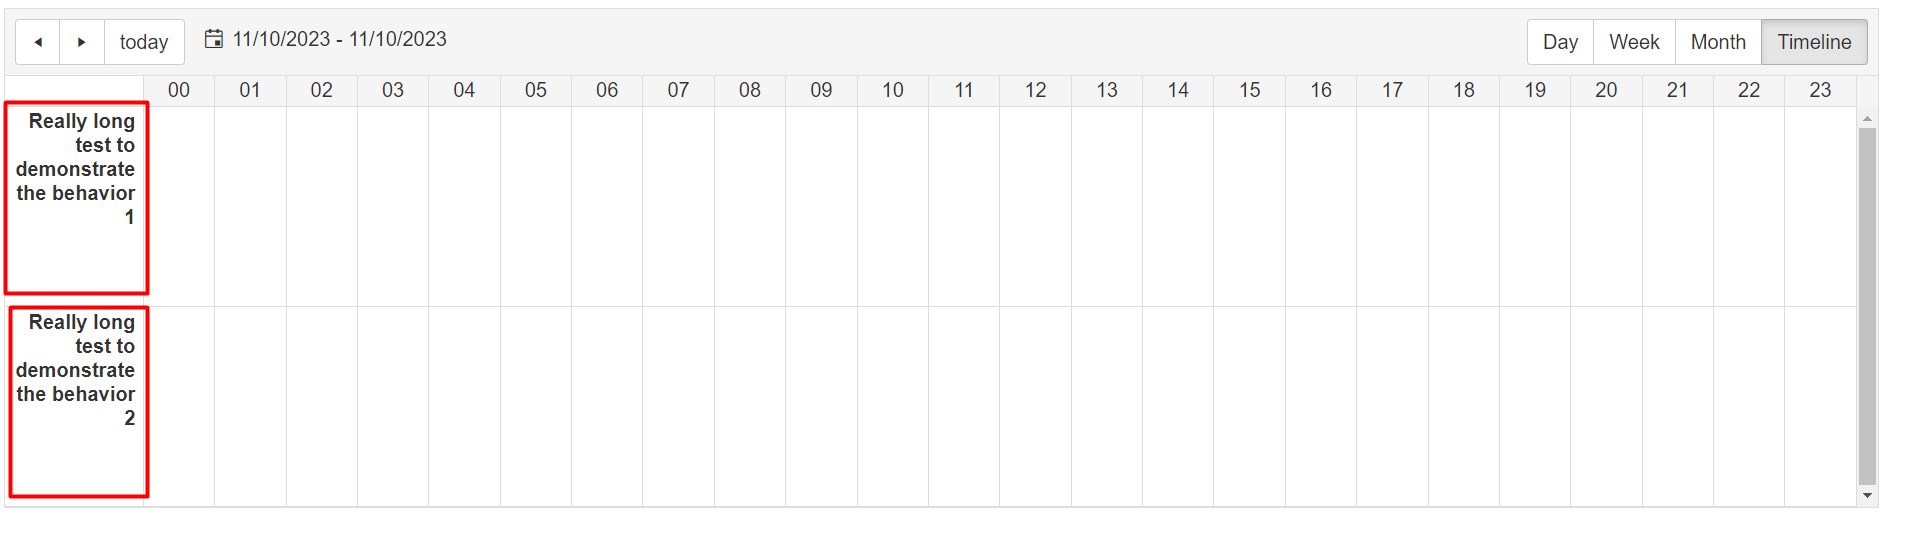 today 11/10/2023 - 11/10/2023 Day Week Month Timeline
00 01 02 03 04 05 06 07 08 09 10 11 12 13 14 15 16 17 18 19 20 21 22 23
Really long
test to
demonstrate
the behavior
1
Really long
test to
demonstrate
the behavior
2